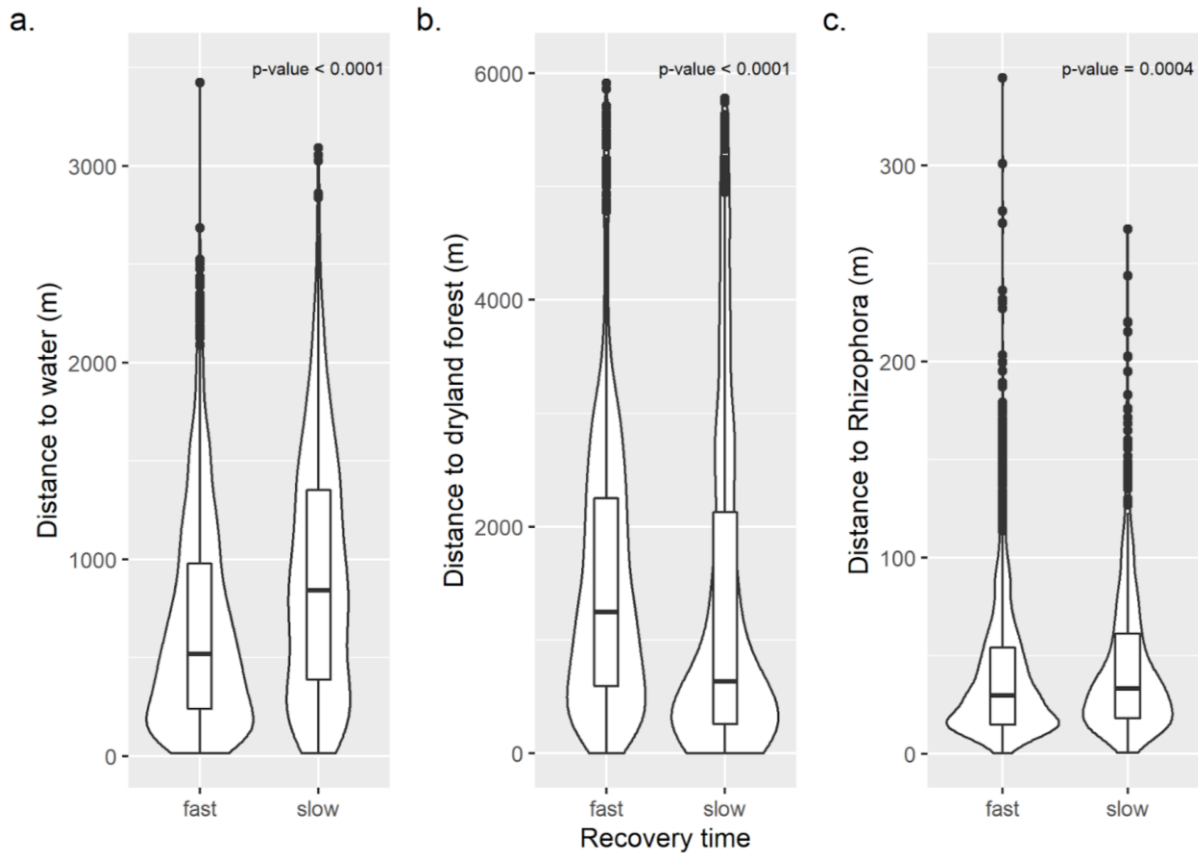 a.
p-value < 0.0001
Distance to water (m)
3000
2000
1000
0
fast
slow
b.
p-value < 0.0001
Distance to dryland forest (m)
6000
4000
2000
0
fast
slow
Recovery time
c.
p-value = 0.0004
Distance to Rhizophora (m)
300
200
100
0
fast
slow